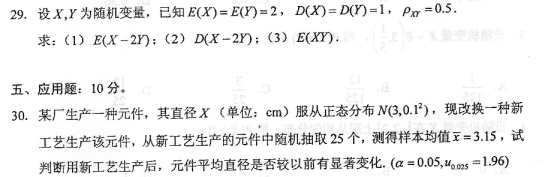 29. 设 X,Y 为随机变量，已知 E(X)=E(Y)=2，D(X)=D(Y)=1，ρ_{XY}=0.5.
求：(1) E(X−2Y)；(2) D(X−2Y)；(3) E(XY).
五、应用题：10 分。
30. 某厂生产一种元件，其直径 X（单位：cm）服从正态分布 N(3,0.1²)，现改换一种新
工艺生产该元件，从新工艺生产的元件中随机抽取 25 个，测得样本均值 x̄=3.15，试
判断用新工艺生产后，元件平均直径是否较以前有显著变化. (α=0.05,u_{0.025}=1.96)